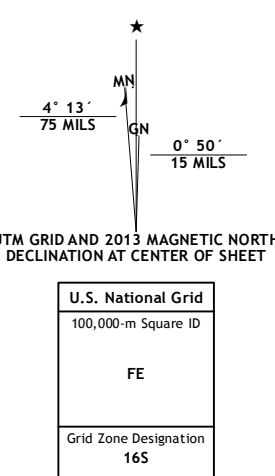 ★
MN
4° 13´
75 MILS
GN
0° 50´
15 MILS
UTM GRID AND 2013 MAGNETIC NORTH
DECLINATION AT CENTER OF SHEET
U.S. National Grid
100,000-m Square ID
FE
Grid Zone Designation
16S